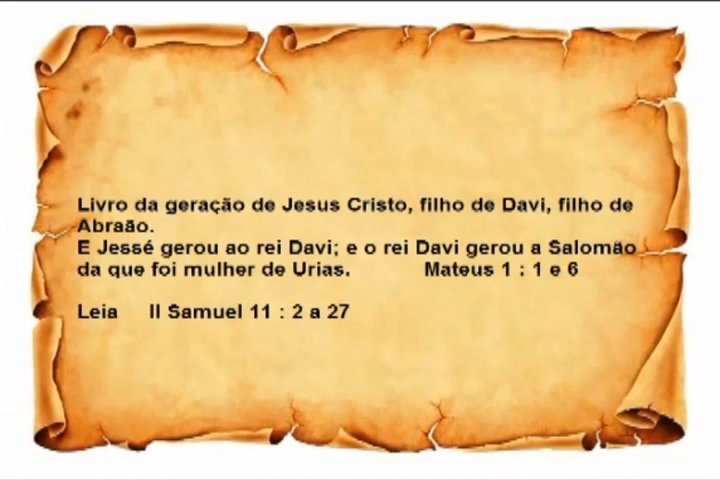 Livro da geração de Jesus Cristo, filho de Davi, filho de
Abraão.
E Jessé gerou ao rei Davi; e o rei Davi gerou a Salomão
da que foi mulher de Urias. Mateus 1 : 1 e 6
Leia II Samuel 11 : 2 a 27